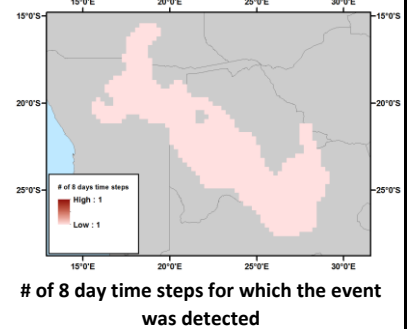 15°0'E 20°0'E 25°0'E 30°0'E
15°0'S 15°0'S
20°0'S 20°0'S
25°0'S 25°0'S
# of 8 days time steps
High : 1
Low : 1
15°0'E 20°0'E 25°0'E 30°0'E
# of 8 day time steps for which the event
was detected